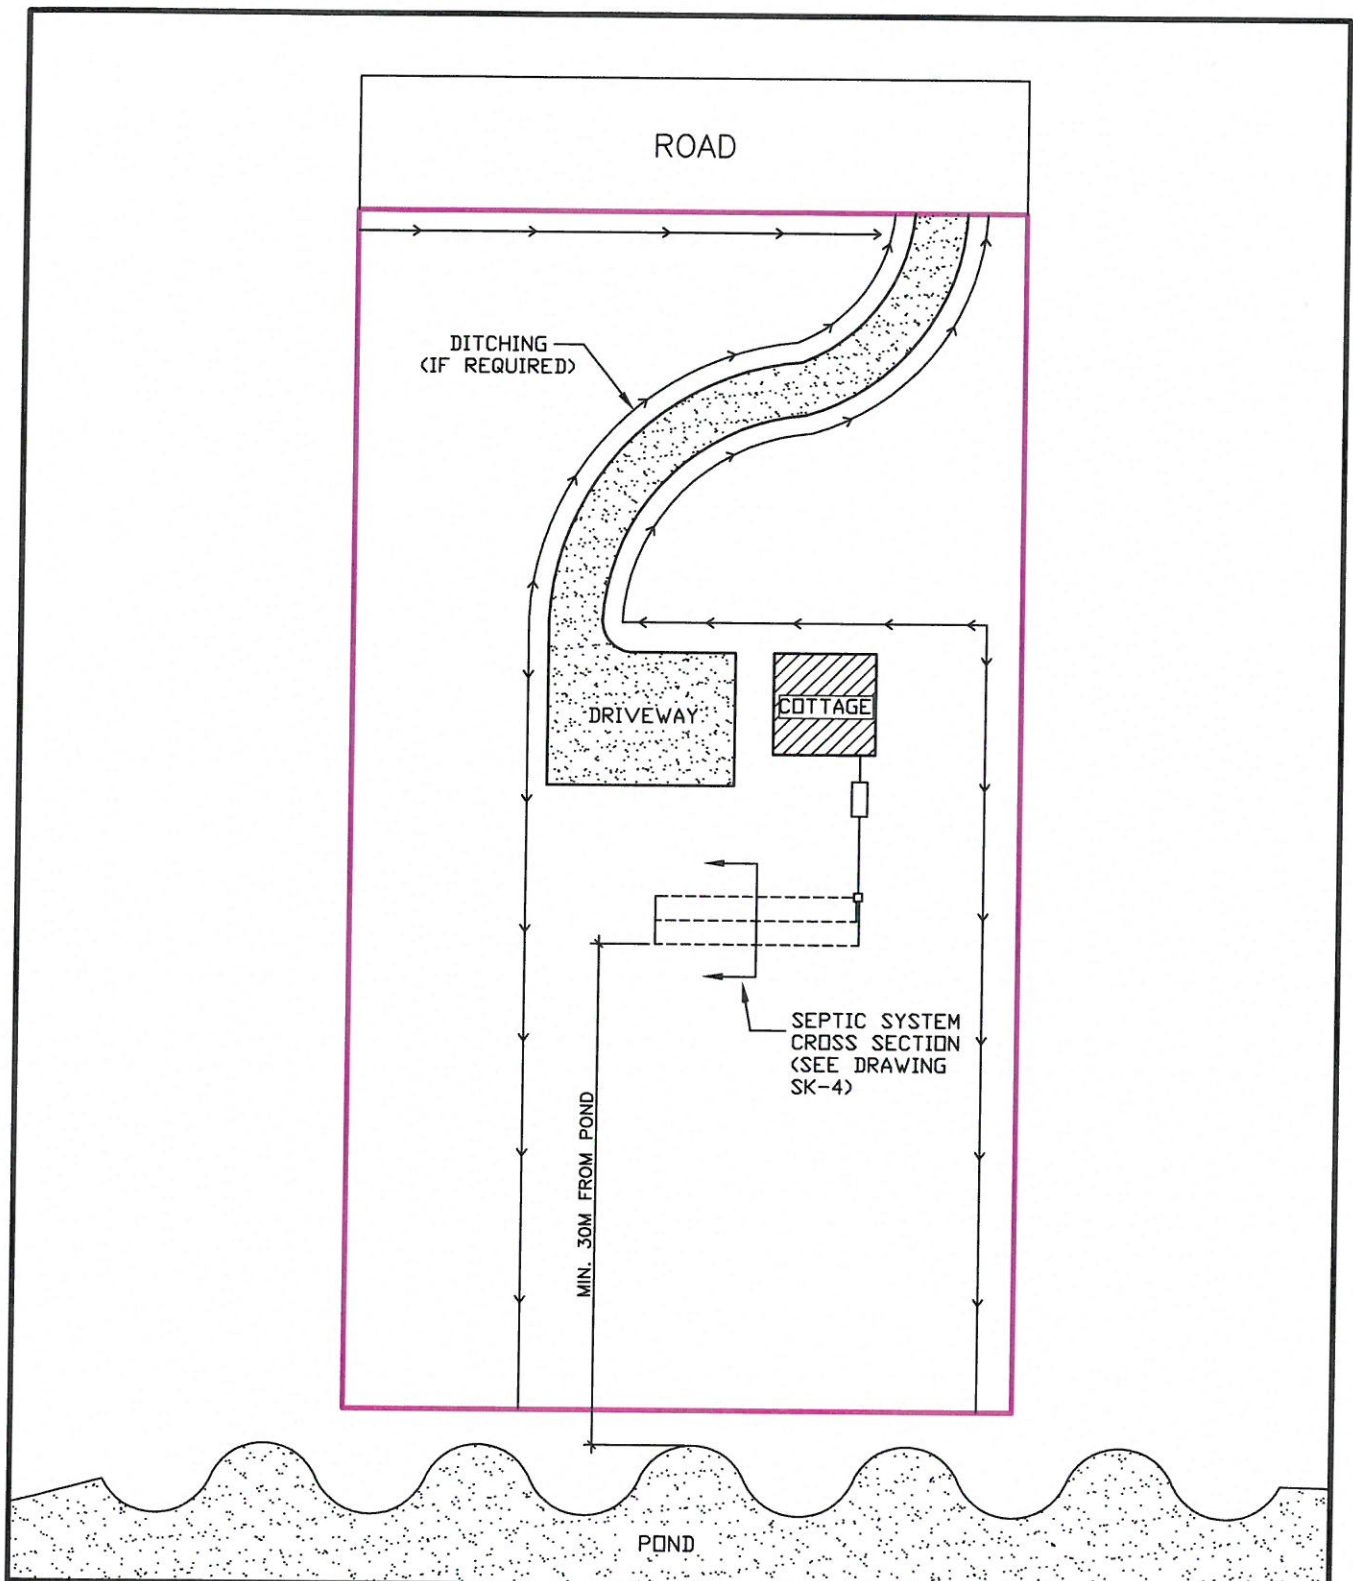 ROAD
DITCHING
(IF REQUIRED)
DRIVEWAY
COTTAGE
SEPTIC SYSTEM
CROSS SECTION
(SEE DRAWING
SK-4)
MIN. 30M FROM POND
POND